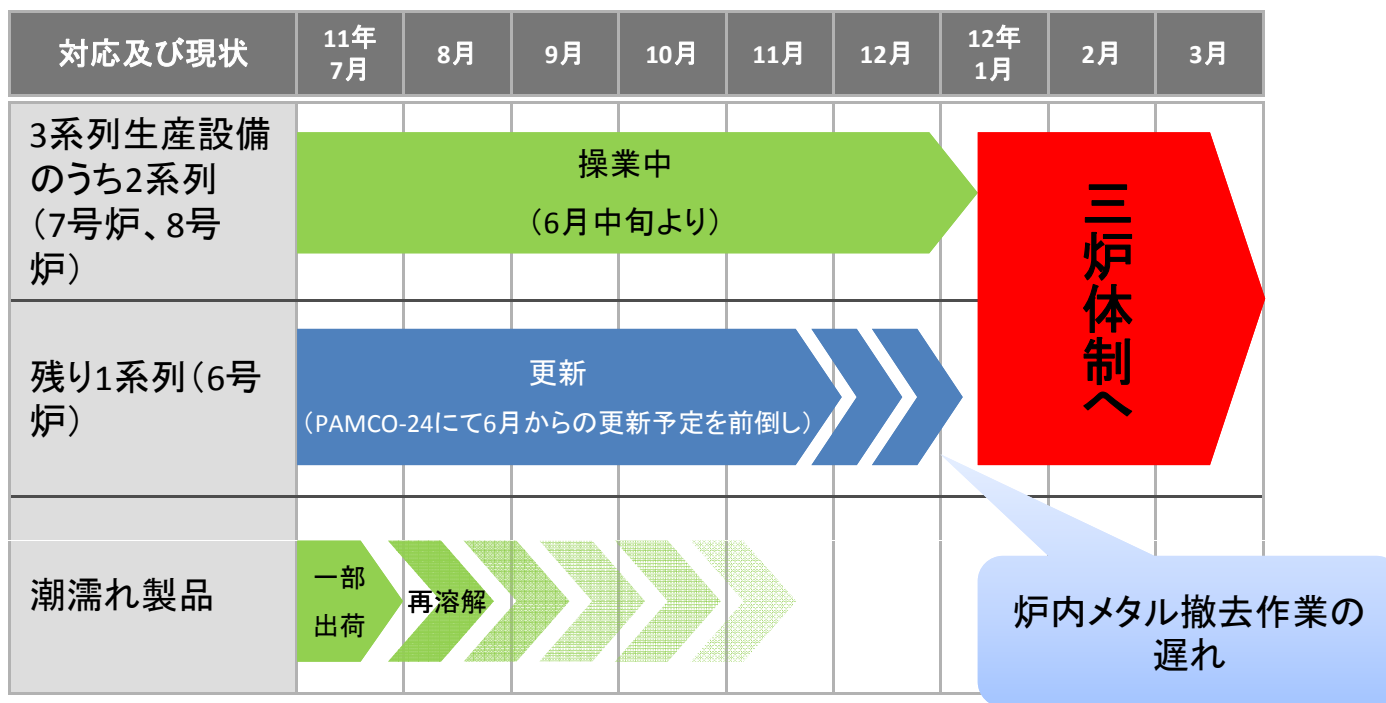 対応及び現状
11年
7月
8月
9月
10月
11月
12月
12年
1月
2月
3月
3系列生産設備
のうち2系列
（7号炉、8号
炉）
操業中
（6月中旬より）
三炉体制へ
残り1系列（6号
炉）
更新
（PAMCO-24にて6月からの更新予定を前倒し）
潮濡れ製品
一部
出荷
再溶解
炉内メタル撤去作業の
遅れ